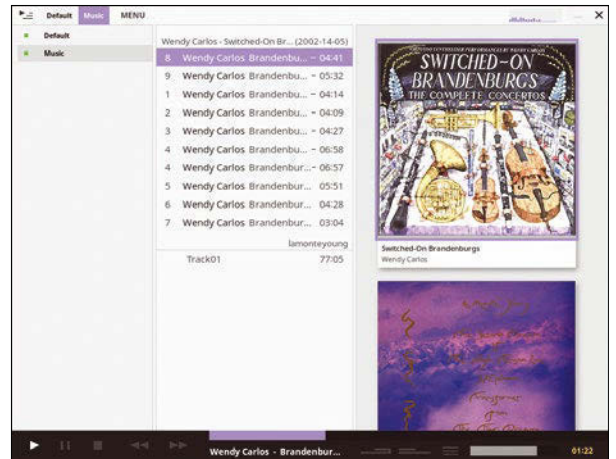 Default Music MENU
Default
Music
Wendy Carlos - Switched-On Br... (2002-14-05)
8 Wendy Carlos Brandenbu... - 04:41
9 Wendy Carlos Brandenbu... - 05:32
1 Wendy Carlos Brandenbu... - 04:14
2 Wendy Carlos Brandenbu... - 04:09
3 Wendy Carlos Brandenbu... - 04:27
4 Wendy Carlos Brandenbu... - 06:58
4 Wendy Carlos Brandenbu... - 06:57
5 Wendy Carlos Brandenbur... 05:51
6 Wendy Carlos Brandenbur... 04:28
7 Wendy Carlos Brandenbur... 03:04
lamonteyoung
Track01 77:05
SWITCHED-ON
BRANDENBURGS
THE COMPLETE CONCERTOS
Switched-On Brandenburgs
Wendy Carlos
Wendy Carlos - Brandenbur...
01:22